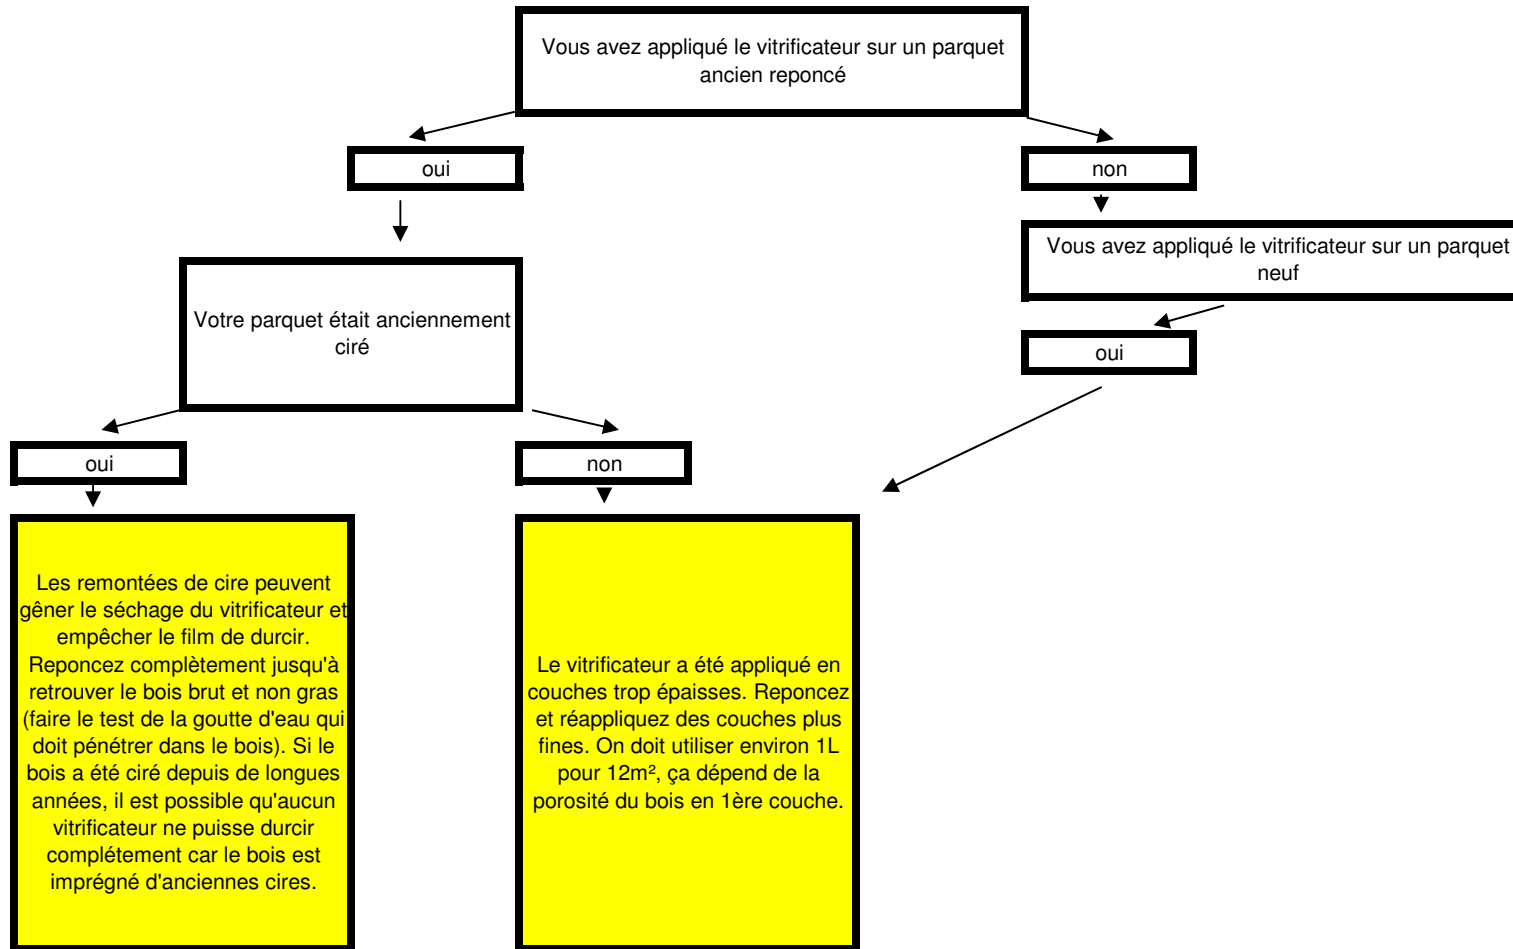 Vous avez appliqué le vitrificateur sur un parquet
ancien reponcé
oui
non
Vous avez appliqué le vitrificateur sur un parquet
neuf
Votre parquet était anciennement
ciré
oui
oui
non
Les remontées de cire peuvent
gêner le séchage du vitrificateur et
empêcher le film de durcir.
Reponcez complètement jusqu'à
retrouver le bois brut et non gras
(faire le test de la goutte d'eau qui
doit pénétrer dans le bois). Si le
bois a été ciré depuis de longues
années, il est possible qu'aucun
vitrificateur ne puisse durcir
complétement car le bois est
imprégné d'anciennes cires.
Le vitrificateur a été appliqué en
couches trop épaisses. Reponcez
et réappliquez des couches plus
fines. On doit utiliser environ 1L
pour 12m², ça dépend de la
porosité du bois en 1ère couche.